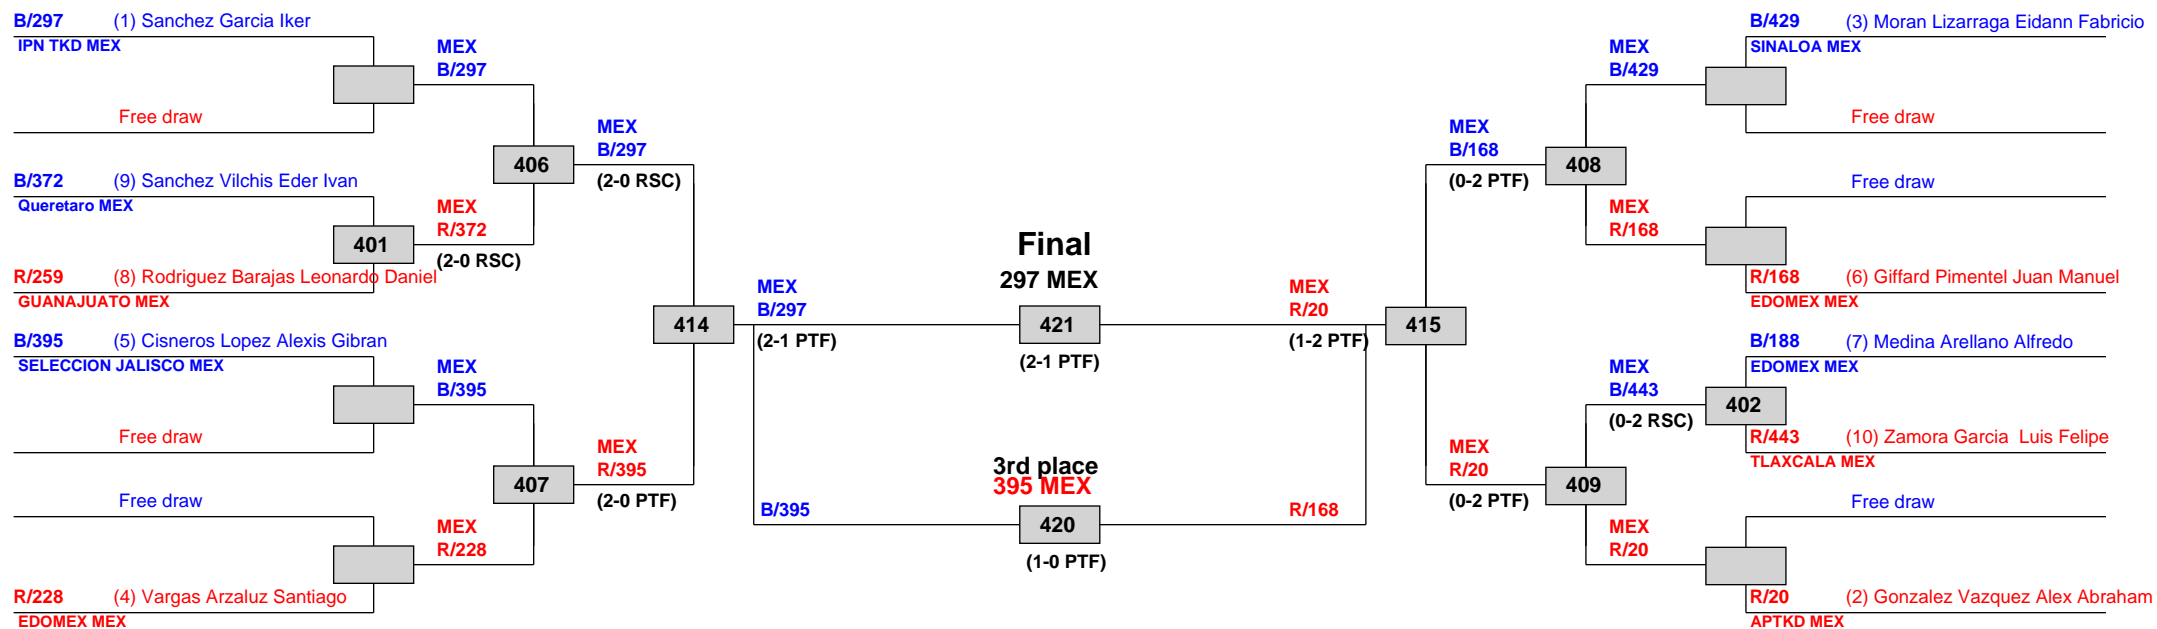 B/297 (1) Sanchez Garcia Iker
IPN TKD MEX
Free draw
B/372 (9) Sanchez Vilchis Eder Ivan
Queretaro MEX
R/259 (8) Rodriguez Barajas Leonardo Daniel
GUANAJUATO MEX
B/395 (5) Cisneros Lopez Alexis Gibran
SELECCION JALISCO MEX
Free draw
Free draw
R/228 (4) Vargas Arzaluz Santiago
EDOMEX MEX
MEX
B/297
401
MEX
R/372
(2-0 RSC)
MEX
B/395
MEX
R/228
406
MEX
B/297
(2-0 RSC)
407
MEX
R/395
(2-0 PTF)
414
MEX
B/297
(2-1 PTF)
B/395
Final
297 MEX
421
(2-1 PTF)
3rd place
395 MEX
420
(1-0 PTF)
MEX
R/20
(1-2 PTF)
R/168
415
MEX
B/168
(0-2 PTF)
408
MEX
R/20
(0-2 PTF)
409
MEX
B/429
MEX
R/168
MEX
B/443
(0-2 RSC)
402
MEX
R/20
B/429 (3) Moran Lizarraga Eidann Fabricio
SINALOA MEX
Free draw
Free draw
R/168 (6) Giffard Pimentel Juan Manuel
EDOMEX MEX
B/188 (7) Medina Arellano Alfredo
EDOMEX MEX
R/443 (10) Zamora Garcia  Luis Felipe
TLAXCALA MEX
Free draw
R/20 (2) Gonzalez Vazquez Alex Abraham
APTKD MEX